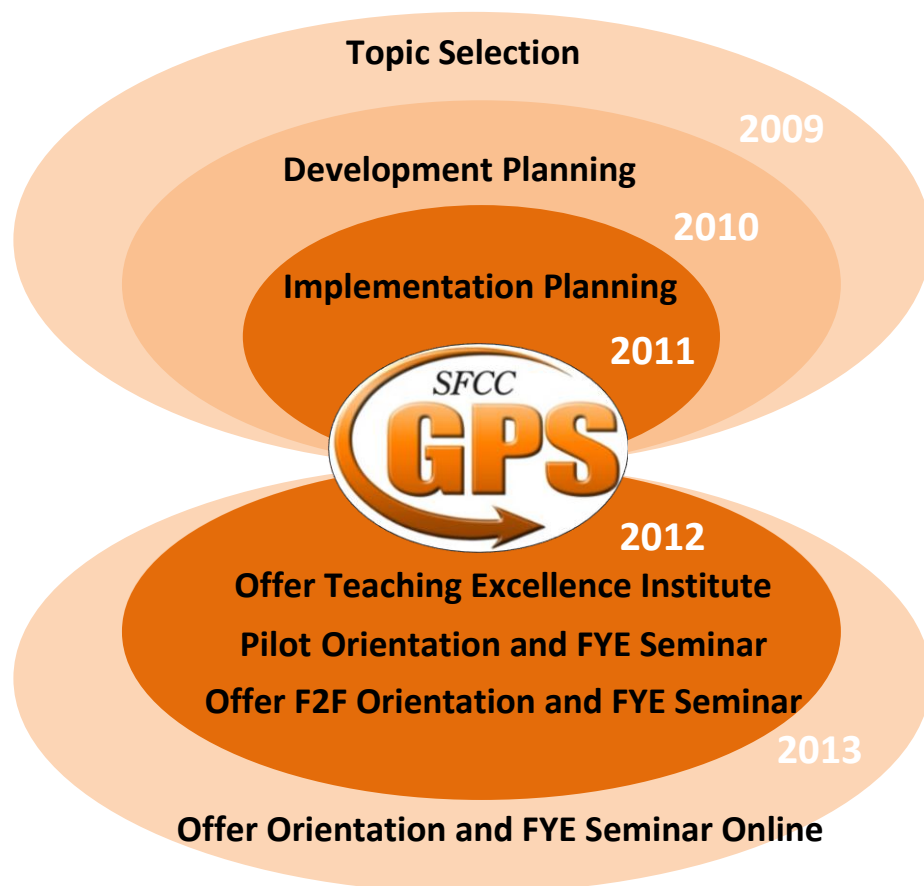 Topic Selection
2009
Development Planning
2010
Implementation Planning
2011
SFCC
GPS
2012
Offer Teaching Excellence Institute
Pilot Orientation and FYE Seminar
Offer F2F Orientation and FYE Seminar
2013
Offer Orientation and FYE Seminar Online